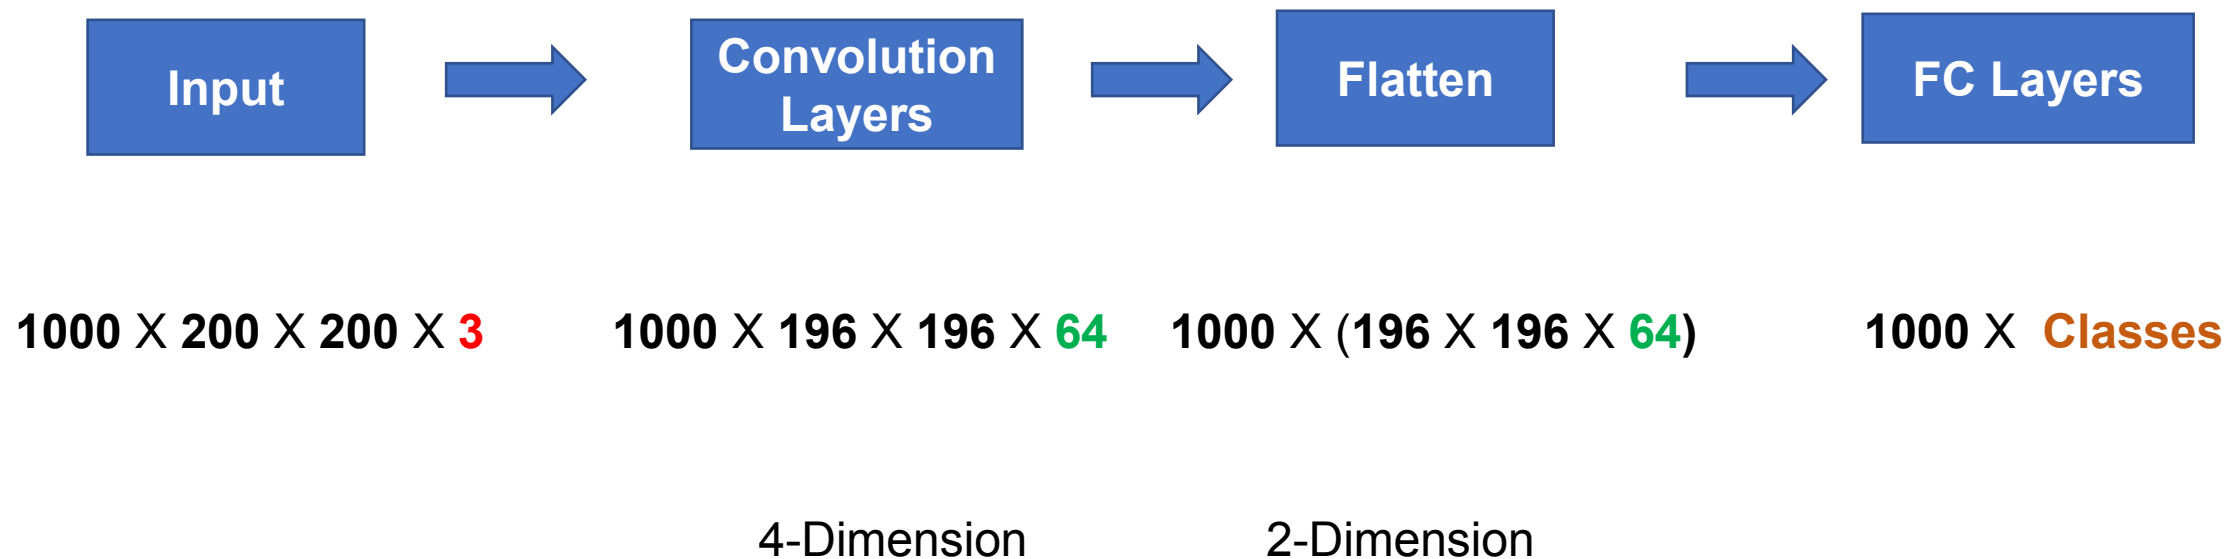 Input
Convolution
Layers
Flatten
FC Layers
1000 X 200 X 200 X 3
1000 X 196 X 196 X 64
1000 X (196 X 196 X 64)
1000 X Classes
4-Dimension
2-Dimension